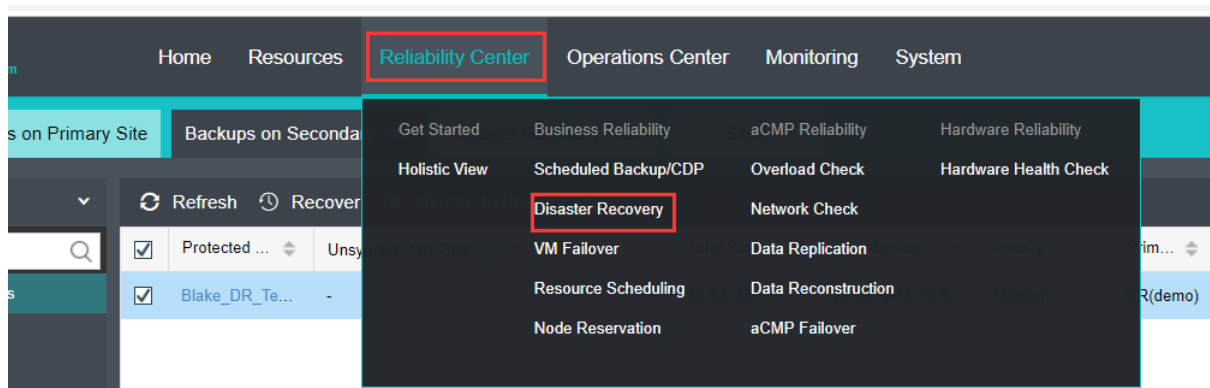 m
Home Resources Reliability Center Operations Center Monitoring System
s on Primary Site Backups on Seconda
Get Started Business Reliability aCMP Reliability Hardware Reliability
Holistic View Scheduled Backup/CDP Overload Check Hardware Health Check
Refresh Recover Disaster Recovery Network Check
Protected ... Unsy VM Failover Data Replication rim...
s Blake_DR_Te... - Resource Scheduling Data Reconstruction R(demo)
Node Reservation aCMP Failover